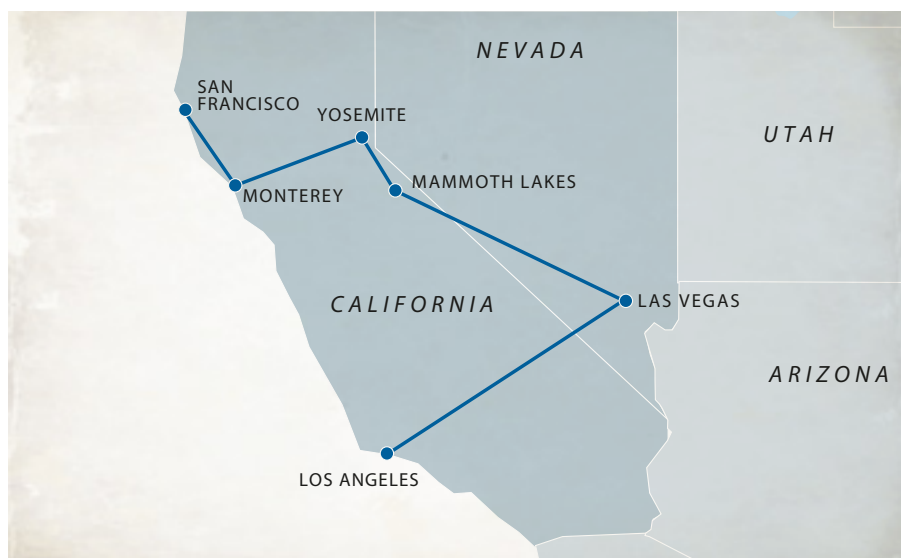 NEVADA
SAN
FRANCISCO
YOSEMITE
UTAH
MAMMOTH LAKES
MONTEREY
CALIFORNIA
LAS VEGAS
ARIZONA
LOS ANGELES